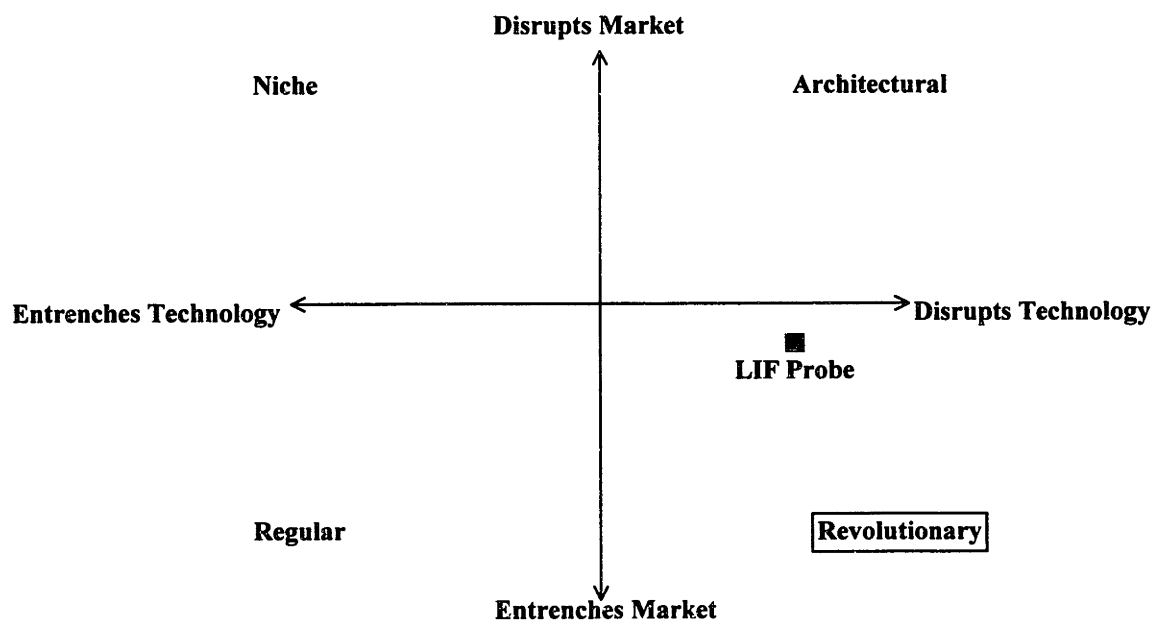 Disrupts Market
Niche
Architectural
Entrenches Technology
Disrupts Technology
LIF Probe
Regular
Revolutionary
Entrenches Market